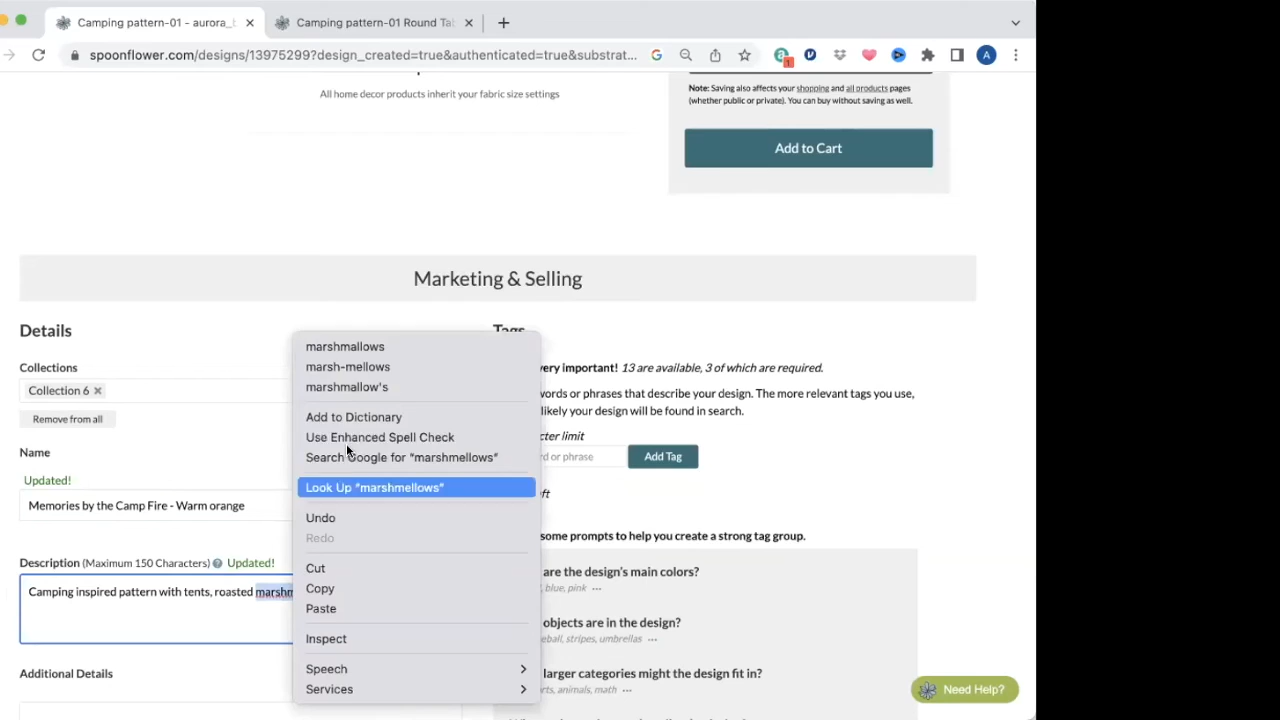 Camping pattern-01 - aurora_
Camping pattern-01 Round Tab
spoonflower.com/designs/13975299?design_created=true&authenticated=true&substrat...
1
A
All home decor products inherit your fabric size settings
Note: Saving also affects your shopping and all products pages
(whether public or private). You can buy without saving as well.
Add to Cart
Marketing & Selling
Details
Tags
Collections
Collection 6
Remove from all
Name
Updated!
Memories by the Camp Fire - Warm orange
Description (Maximum 150 Characters) Updated!
Camping inspired pattern with tents, roasted marshm
Additional Details
marshmallows
marsh-mellows
marshmallow's
Add to Dictionary
Use Enhanced Spell Check
Search Google for “marshmellows”
Look Up “marshmellows”
Undo
Redo
Cut
Copy
Paste
Inspect
Speech
Services
very important! 13 are available, 3 of which are required.
words or phrases that describe your design. The more relevant tags you use,
likely your design will be found in search.
cter limit
rd or phrase
Add Tag
ft
some prompts to help you create a strong tag group.
are the design’s main colors?
, blue, pink ...
objects are in the design?
eball, stripes, umbrellas ...
larger categories might the design fit in?
rts, animals, math ...
Need Help?